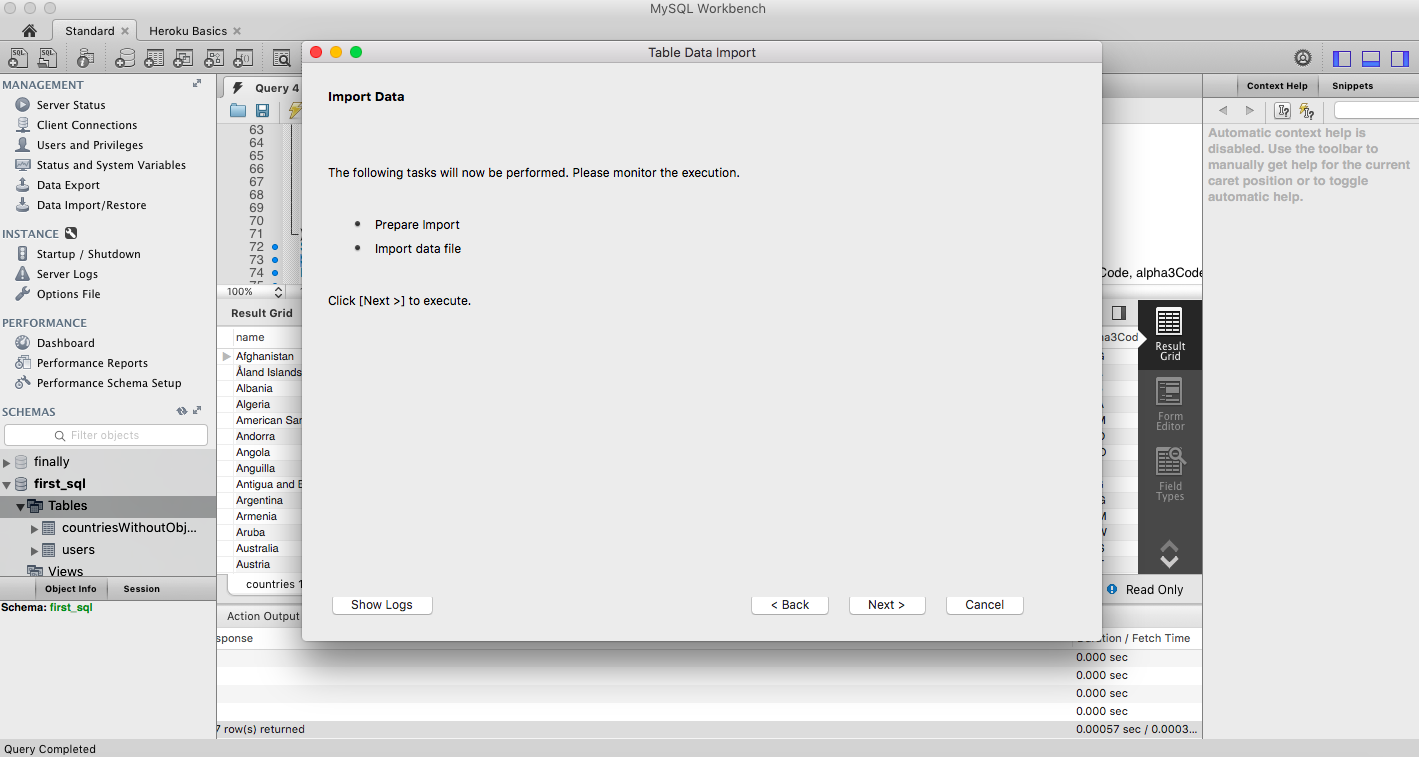 MySQL Workbench
Standard
Heroku Basics
MANAGEMENT
Server Status
Client Connections
Users and Privileges
Status and System Variables
Data Export
Data Import/Restore
INSTANCE
Startup / Shutdown
Server Logs
Options File
PERFORMANCE
Dashboard
Performance Reports
Performance Schema Setup
SCHEMAS
Filter objects
finally
first_sql
Tables
countriesWithoutObj...
users
Views
Object Info
Session
Schema: first_sql
Query 4
63
64
65
66
67
68
69
70
71
72
73
74
100%
Result Grid
name
Afghanistan
Åland Islands
Albania
Algeria
American Sar
Andorra
Angola
Anguilla
Antigua and
Argentina
Armenia
Aruba
Australia
Austria
countries 1
Action Output
sponse
7 row(s) returned
Table Data Import
Import Data
The following tasks will now be performed. Please monitor the execution.
Prepare Import
Import data file
Click [Next >] to execute.
Show Logs
< Back
Next >
Cancel
Code, alpha3Code
Result
Grid
Form
Editor
Field
Types
Read Only
/ Fetch Time
0.000 sec
0.000 sec
0.000 sec
0.000 sec
0.00057 sec / 0.0003...
Context Help
Snippets
Automatic context help is
disabled. Use the toolbar to
manually get help for the current
caret position or to toggle
automatic help.
Query Completed